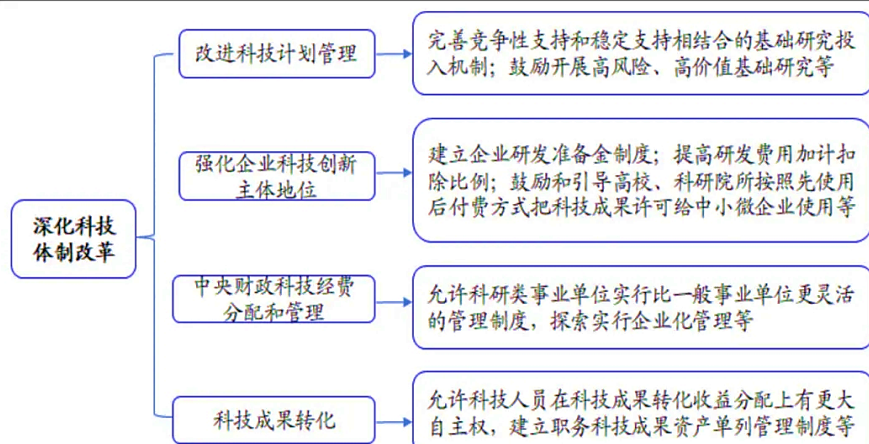 深化科技
体制改革
改进科技计划管理
完善竞争性支持和稳定支持相结合的基础研究投
入机制；鼓励开展高风险、高价值基础研究等
强化企业科技创新
主体地位
建立企业研发准备金制度；提高研发费用加计扣
除比例；鼓励和引导高校、科研院所按照先使用
后付费方式把科技成果许可给中小微企业使用等
中央财政科技经费
分配和管理
允许科研类事业单位实行比一般事业单位更灵活
的管理制度，探索实行企业化管理等
科技成果转化
允许科技人员在科技成果转化收益分配上有更大
自主权，建立职务科技成果资产单列管理制度等